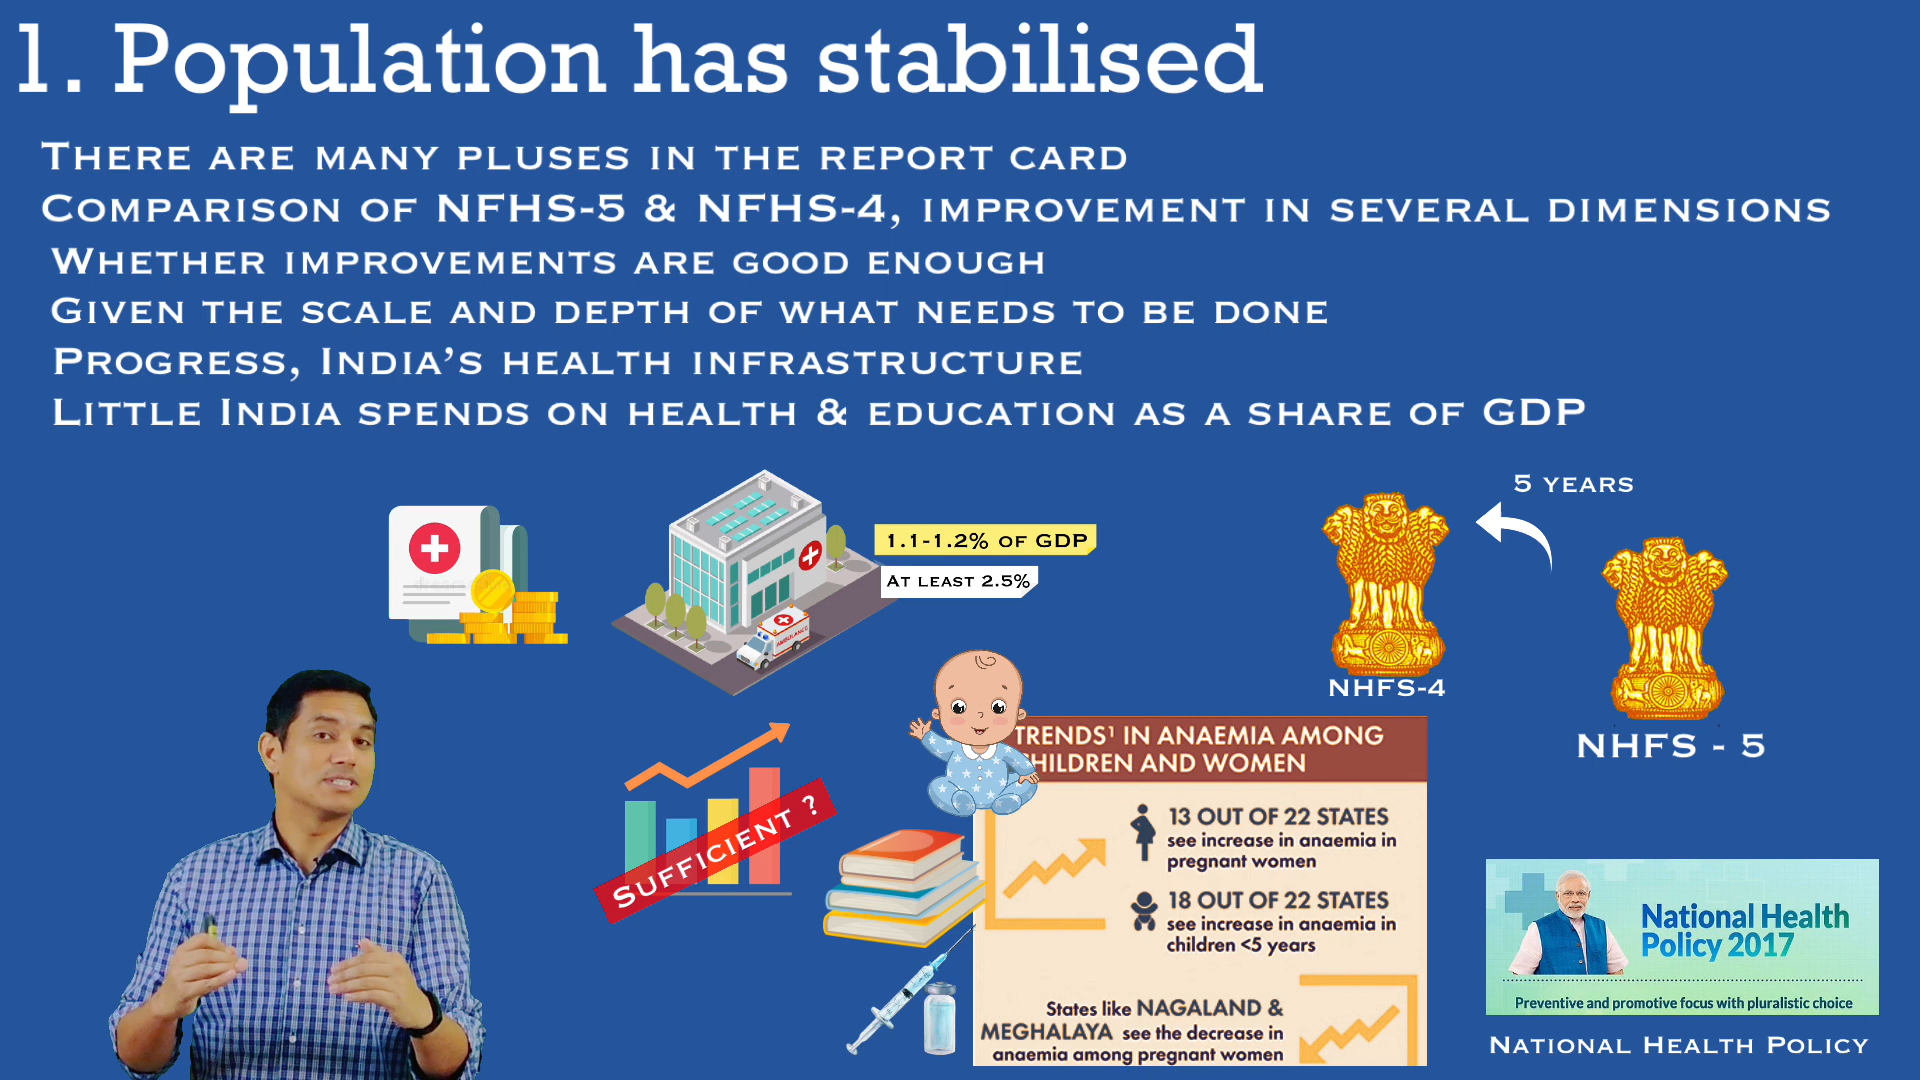 1. Population has stabilised
There are many pluses in the report card
Comparison of NFHS-5 & NFHS-4, improvement in several dimensions
Whether improvements are good enough
Given the scale and depth of what needs to be done
Progress, India's health infrastructure
Little India spends on health & education as a share of GDP
5 years
1.1-1.2% of GDP
At least 2.5%
AMBULANCE
NHFS-4
NHFS - 5
Sufficient ?
TRENDS¹ IN ANAEMIA AMONG
HILDREN AND WOMEN
13 OUT OF 22 STATES
see increase in anaemia in
pregnant women
18 OUT OF 22 STATES
see increase in anaemia in
children <5 years
States like NAGALAND &
MEGHALAYA see the decrease in
anaemia among pregnant women
National Health
Policy 2017
Preventive and promotive focus with pluralistic choice
National Health Policy